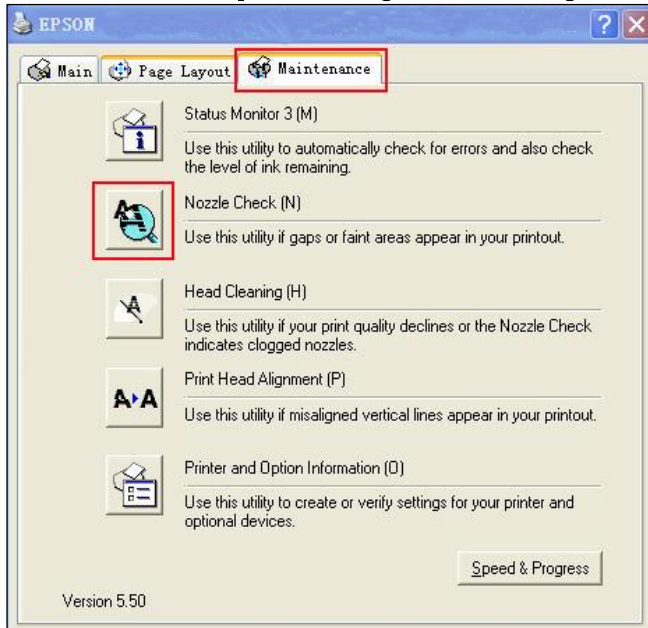 EPSON
Main
Page Layout
Maintenance
Status Monitor 3 (M)
Use this utility to automatically check for errors and also check
the level of ink remaining.
Nozzle Check (N)
Use this utility if gaps or faint areas appear in your printout.
Head Cleaning (H)
Use this utility if your print quality declines or the Nozzle Check
indicates clogged nozzles.
Print Head Alignment (P)
Use this utility if misaligned vertical lines appear in your printout.
Printer and Option Information (O)
Use this utility to create or verify settings for your printer and
optional devices.
Speed & Progress
Version 5.50